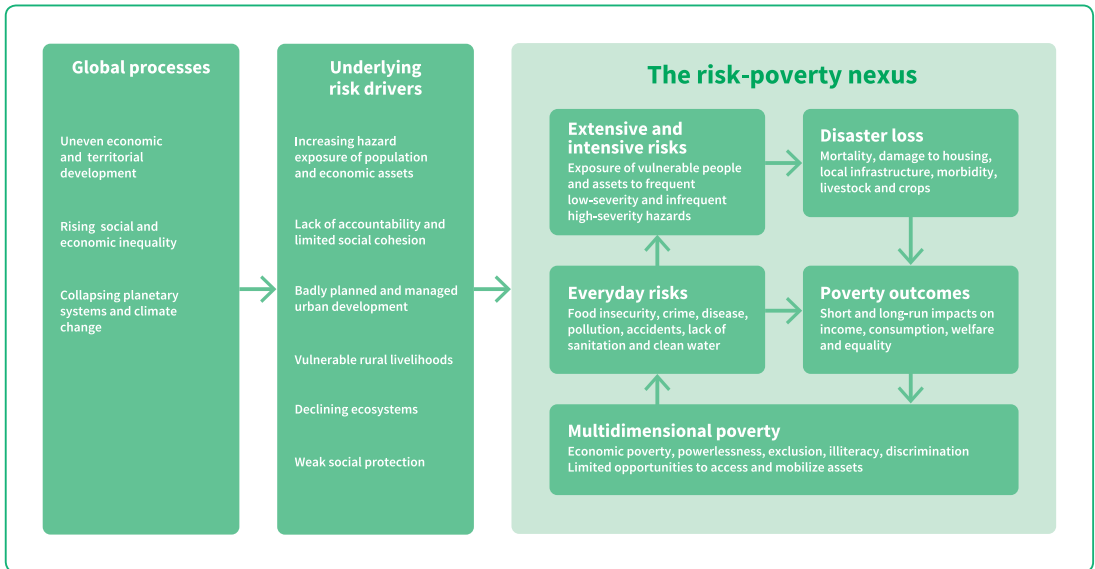 Global processes
Uneven economic
and territorial
development
Rising social and
economic inequality
Collapsing planetary
systems and climate
change
Underlying
risk drivers
Increasing hazard
exposure of population
and economic assets
Lack of accountability and
limited social cohesion
Badly planned and managed
urban development
Vulnerable rural livelihoods
Declining ecosystems
Weak social protection
The risk-poverty nexus
Extensive and
intensive risks
Exposure of vulnerable people
and assets to frequent
low-severity and infrequent
high-severity hazards
Disaster loss
Mortality, damage to housing,
local infrastructure, morbidity,
livestock and crops
Everyday risks
Food insecurity, crime, disease,
pollution, accidents, lack of
sanitation and clean water
Poverty outcomes
Short and long-run impacts on
income, consumption, welfare
and equality
Multidimensional poverty
Economic poverty, powerlessness, exclusion, illiteracy, discrimination
Limited opportunities to access and mobilize assets